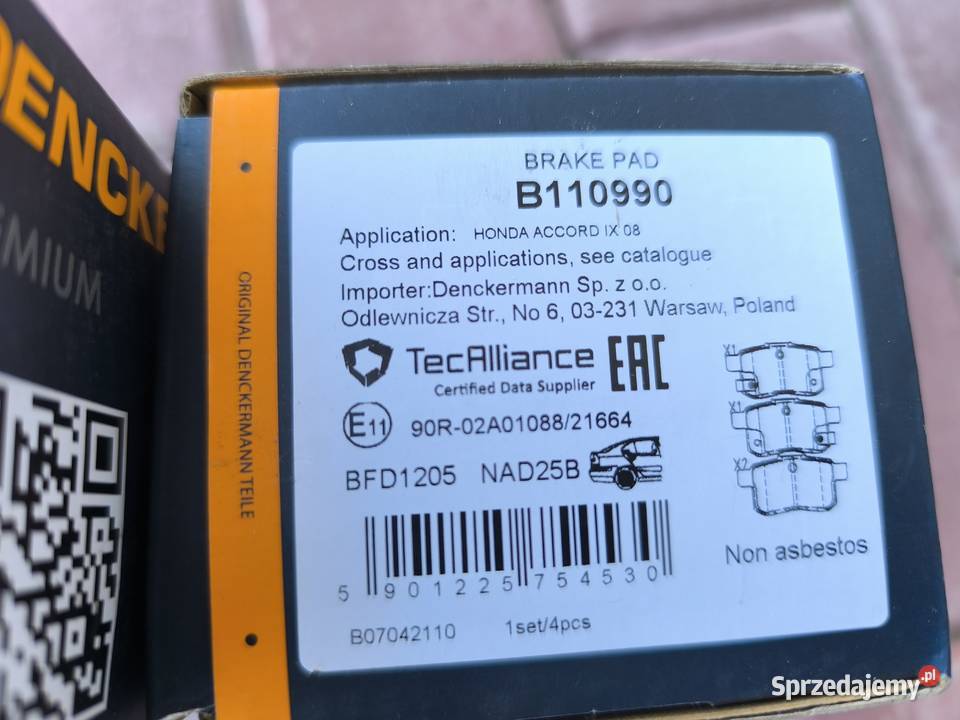 DENCKE
EMIUM
ORIGINAL DENCKERMANN TEILE
BRAKE PAD
B110990
Application: HONDA ACCORD IX 08
Cross and applications, see catalogue
Importer:Denckermann Sp. z o.o.
Odlewnicza Str., No 6, 03-231 Warsaw, Poland
TecAlliance
Certified Data Supplier
EAC
E11 90R-02A01088/21664
BFD1205 NAD25B
X1
X1
X2
Non asbestos
5 901225 754530
B07042110 1set/4pcs
Sprzedajemy.pl